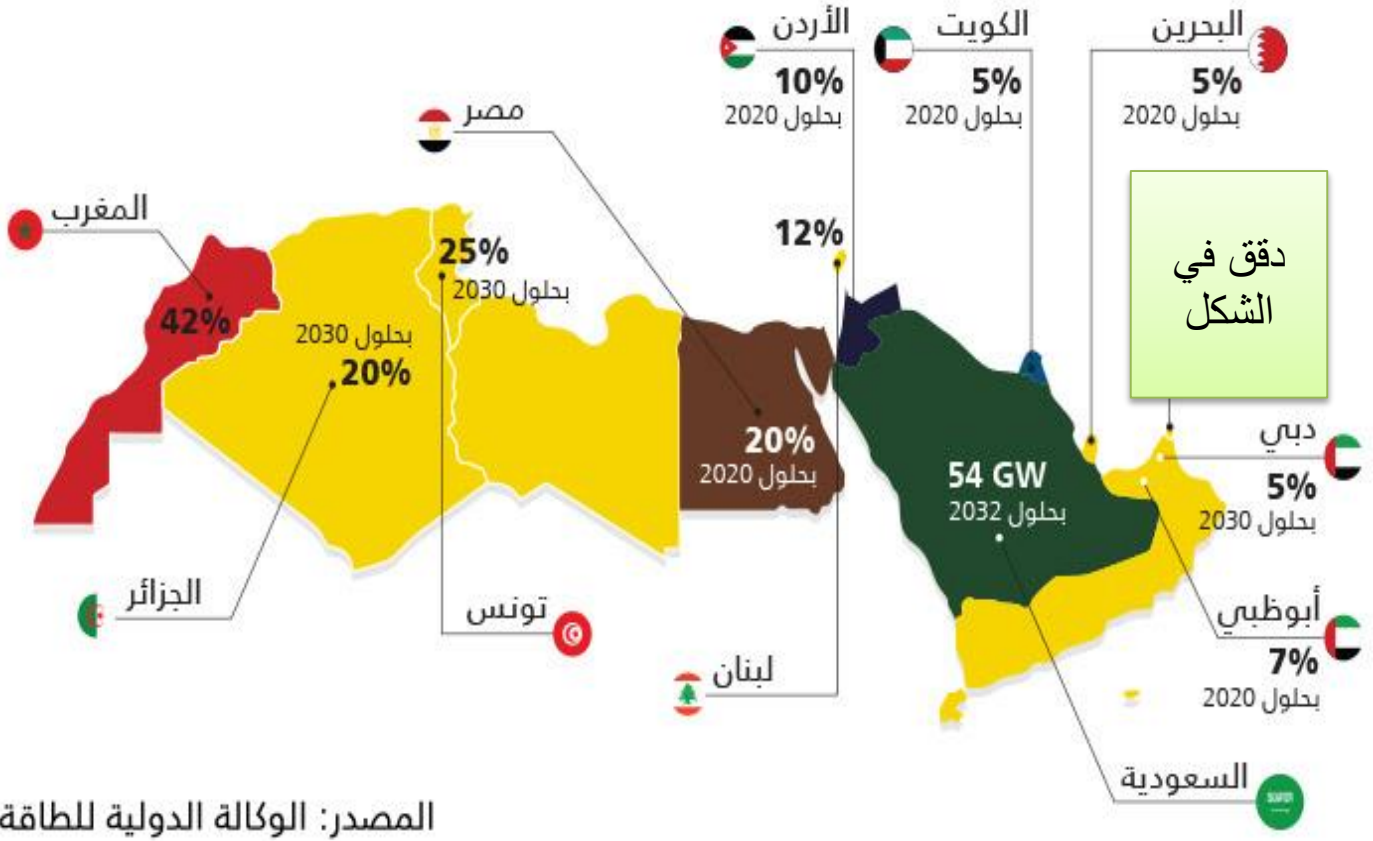 البحرين
5%
بحلول 2020
الكويت
5%
بحلول 2020
الأردن
10%
بحلول 2020
مصر
20%
بحلول 2020
المغرب
42%
25%
بحلول 2030
بحلول 2030
20%
12%
دقق في
الشكل
دبي
5%
بحلول 2030
54 GW
بحلول 2032
أبوظبي
7%
بحلول 2020
الجزائر
تونس
لبنان
السعودية
المصدر: الوكالة الدولية للطاقة